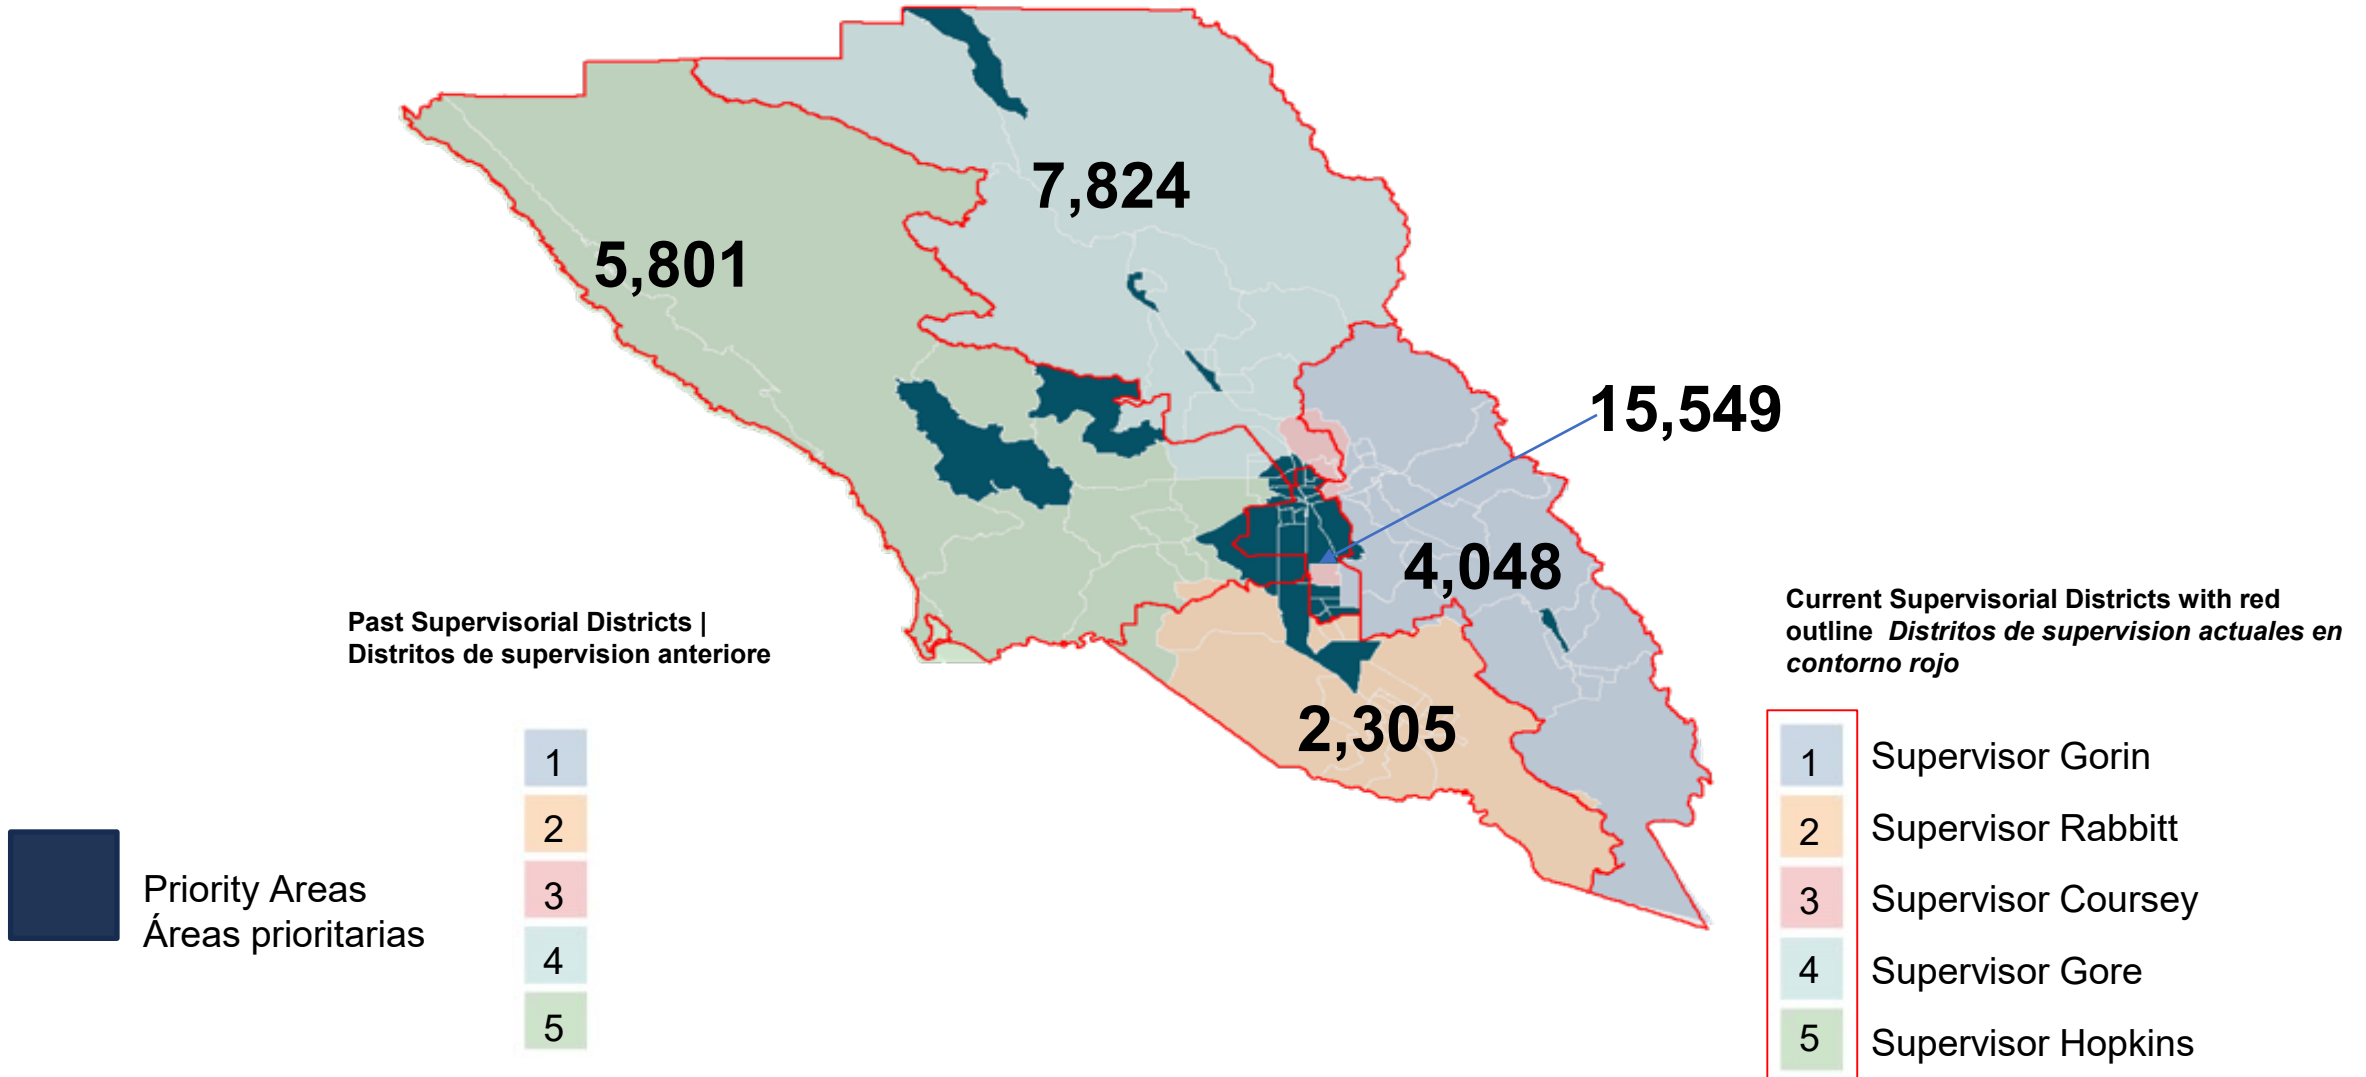 7,824
5,801
15,549
4,048
2,305
Past Supervisorial Districts |
Distritos de supervision anteriore
1
2
3
4
5
Priority Areas
Áreas prioritarias
Current Supervisorial Districts with red
outline Distritos de supervision actuales en
contorno rojo
1 Supervisor Gorin
2 Supervisor Rabbitt
3 Supervisor Coursey
4 Supervisor Gore
5 Supervisor Hopkins